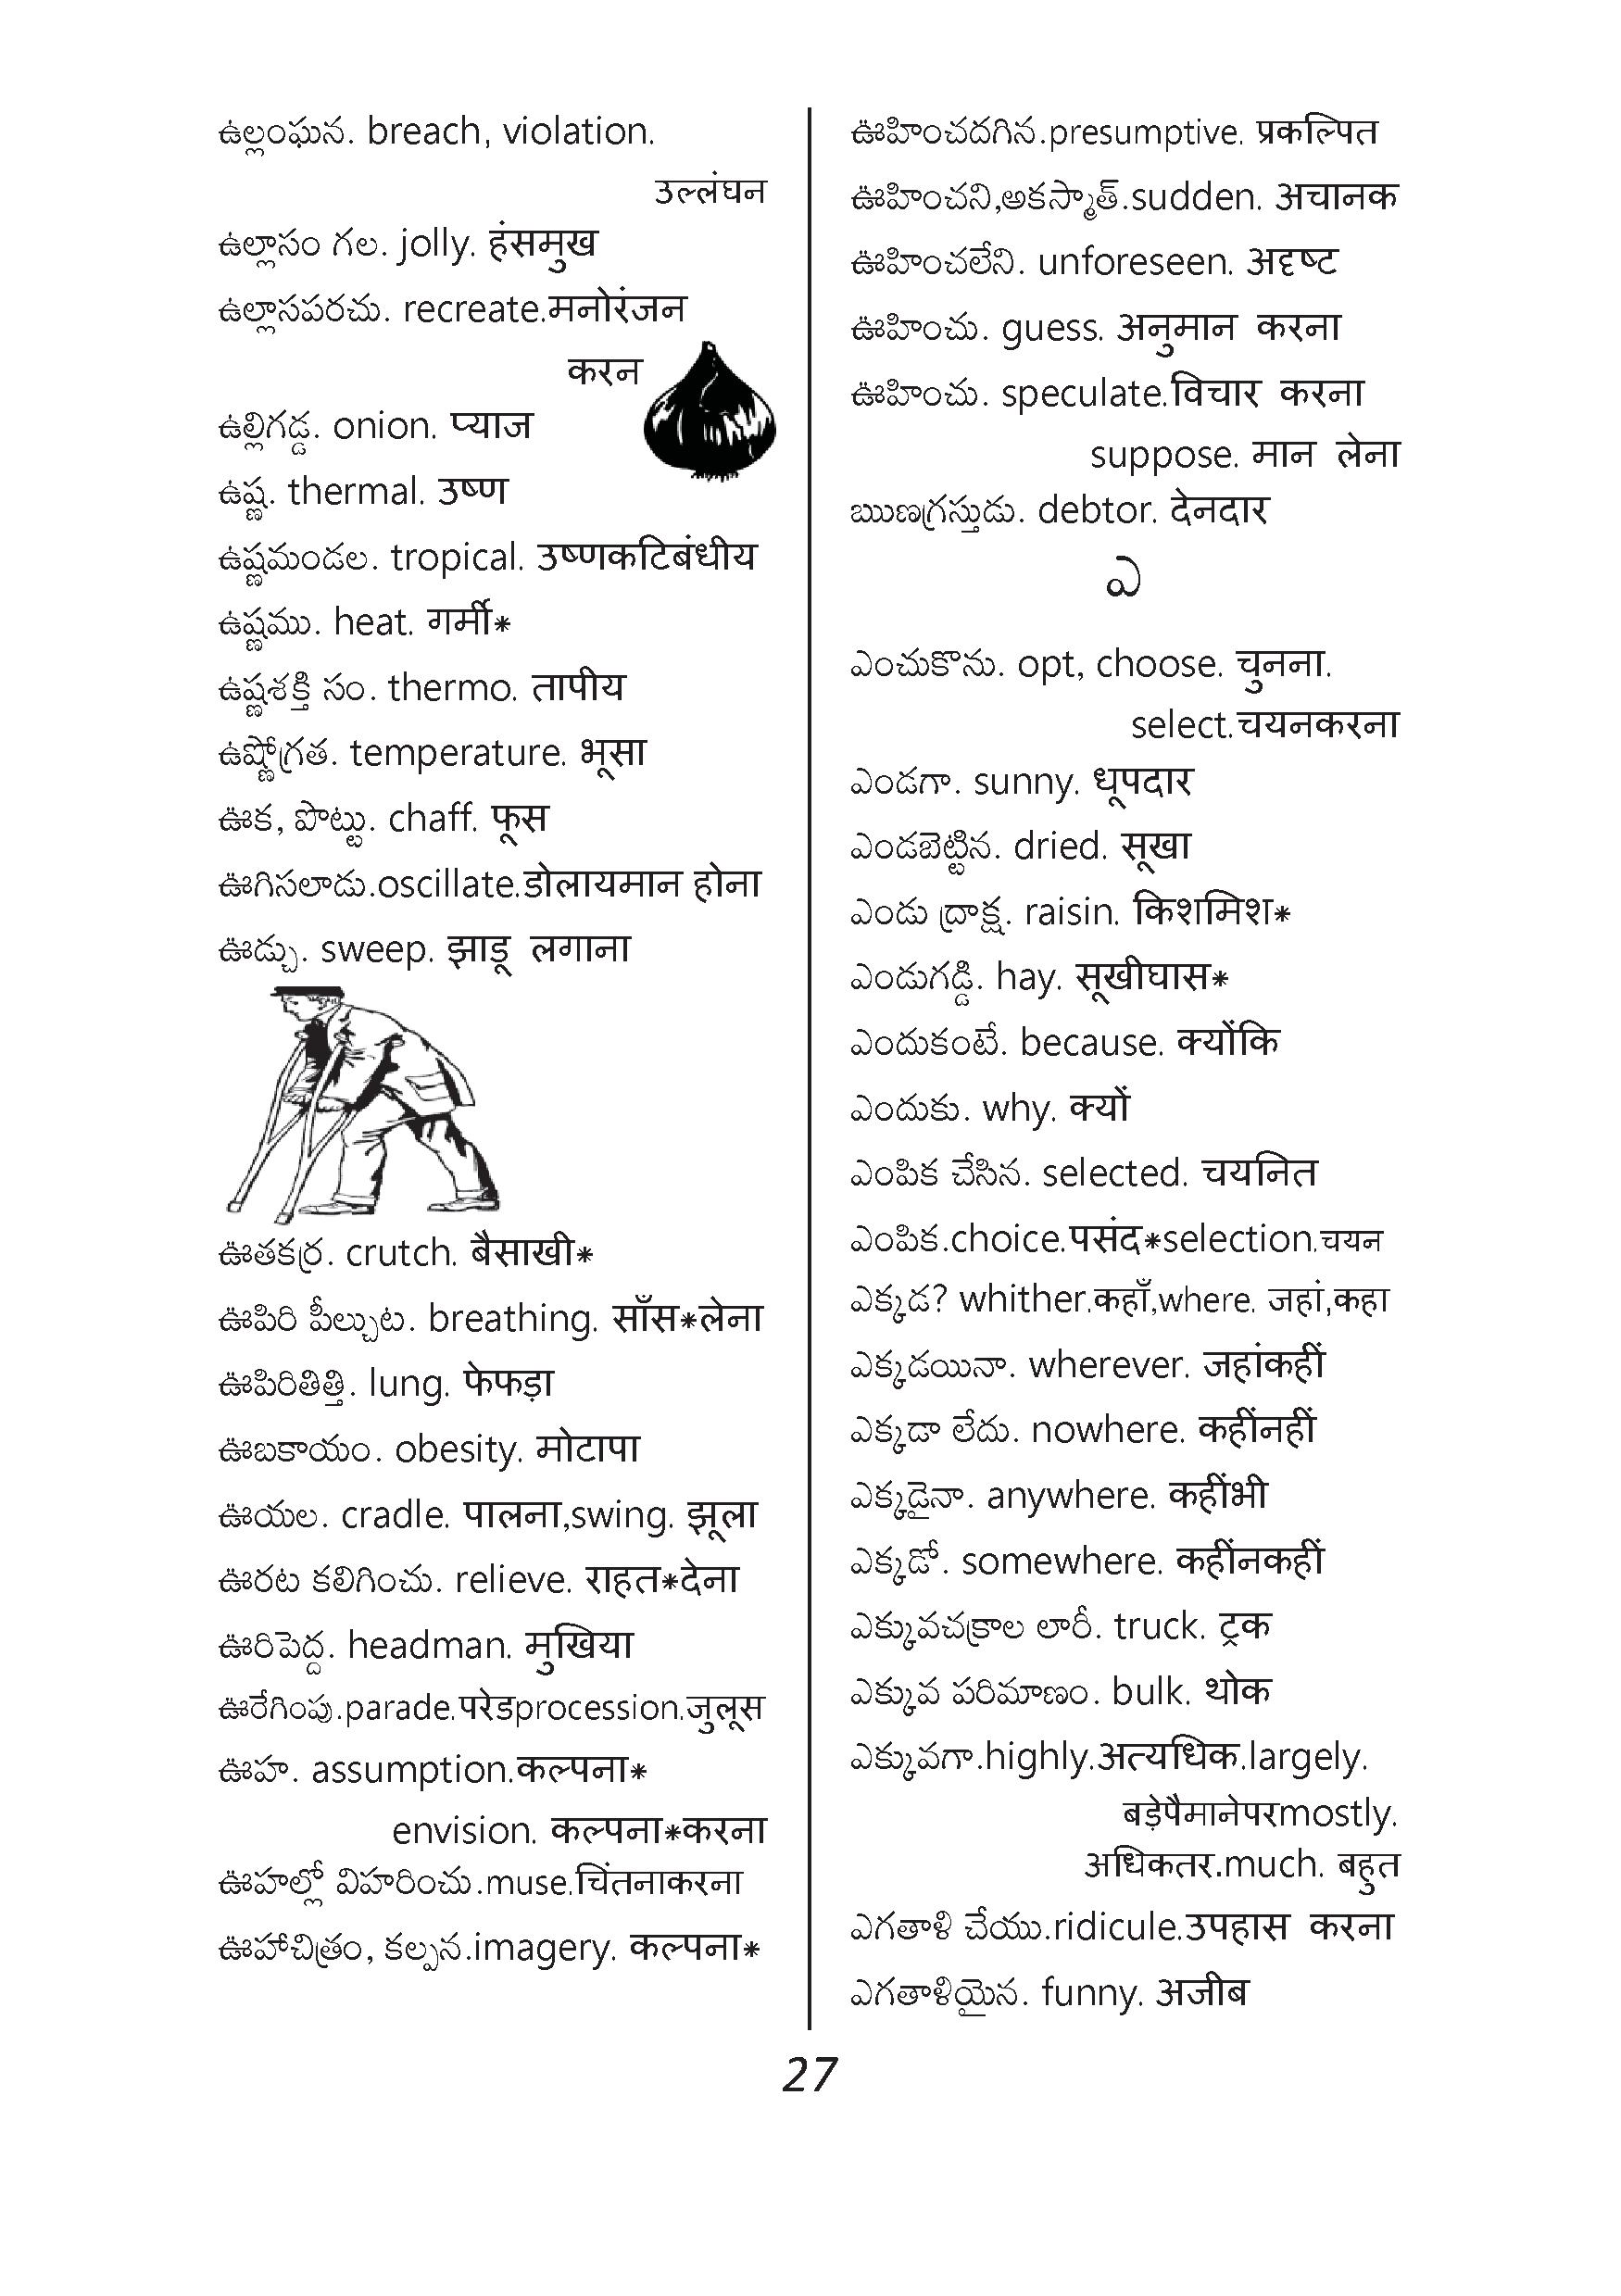 ఉల్లంఘన. breach, violation.
उल्लंघन
ఉల్లాసం గల. jolly. हंसमुख
ఉల్లాసపరచు. recreate.मनोरंजन
करन
ఉల్లిగడ్డ. onion. प्याज
ఉష్ణ. thermal. उष्ण
ఉష్ణమండల. tropical. उष्णकटिबंधीय
ఉష్ణము. heat. गर्मी*
ఉష్ణశక్తి సం. thermo. तापीय
ఉష్ణోగ్రత. temperature. भूसा
ఊక, పొట్టు. chaff. फूस
ఊగిసలాడు.oscillate.डोलायमान होना
ఊడ్చు. sweep. झाडू लगाना
ఊతకర్ర. crutch. बैसाखी*
ఊపిరి పీల్చుట. breathing. साँस*लेना
ఊపిరితిత్తి. lung. फेफड़ा
ఊబకాయం. obesity. मोटापा
ఊయల. cradle. पालना,swing. झूला
ఊరట కలిగించు. relieve. राहत*देना
ఊరిపెద్ద. headman. मुखिया
ఊరేగింపు.parade.परेडprocession.जुलूस
ఊహ. assumption.कल्पना*
envision. कल्पना*करना
ఊహల్లో విహరించు.muse.चिंतनाकरना
ఊహాచిత్రం, కల్పన.imagery. कल्पना*
ఊహించదగిన.presumptive. प्रकल्पित
ఊహించని,అకస్మాత్.sudden. अचानक
ఊహించలేని. unforeseen. अदृष्ट
ఊహించు. guess. अनुमान करना
ఊహించు. speculate.विचार करना
suppose. मान लेना
ఋణగ్రస్తుడు. debtor. देनदार
ఎ
ఎంచుకొను. opt, choose. चुनना.
select.चयनकरना
ఎండగా. sunny. धूपदार
ఎండబెట్టిన. dried. सूखा
ఎండు ద్రాక్ష. raisin. किशमिश*
ఎండుగడ్డి. hay. सूखीघास*
ఎందుకంటే. because. क्योंकि
ఎందుకు. why. क्यों
ఎంపిక చేసిన. selected. चयनित
ఎంపిక.choice.पसंद*selection.चयन
ఎక్కడ? whither.कहाँ,where. जहां,कहा
ఎక్కడయినా. wherever. जहांकहीं
ఎక్కడా లేదు. nowhere. कहींनहीं
ఎక్కడైనా. anywhere. कहींभी
ఎక్కడో. somewhere. कहींनकहीं
ఎక్కువచక్రాల లారీ. truck. ट्रक
ఎక్కువ పరిమాణం. bulk. थोक
ఎక్కువగా.highly.अत्यधिक.largely.
बड़ेपैमानेपरmostly.
अधिकतर.much. बहुत
ఎగతాళి చేయు.ridicule.उपहास करना
ఎగతాళియైన. funny. अजीब
27